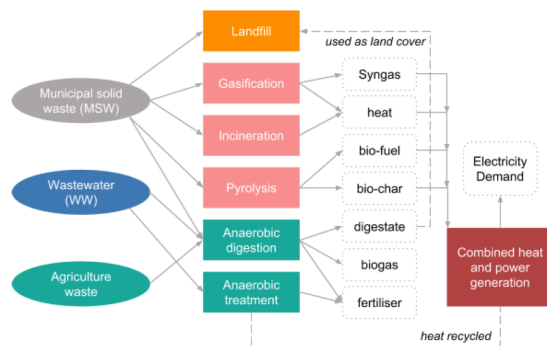 Landfill
used as land cover
Municipal solid
waste (MSW)
Gasification
Syngas
heat
Incineration
bio-fuel
Pyrolysis
bio-char
Electricity
Demand
Wastewater
(WW)
Anaerobic
digestion
digestate
Combined heat
and power
generation
biogas
Agriculture
waste
Anaerobic
treatment
fertiliser
heat recycled